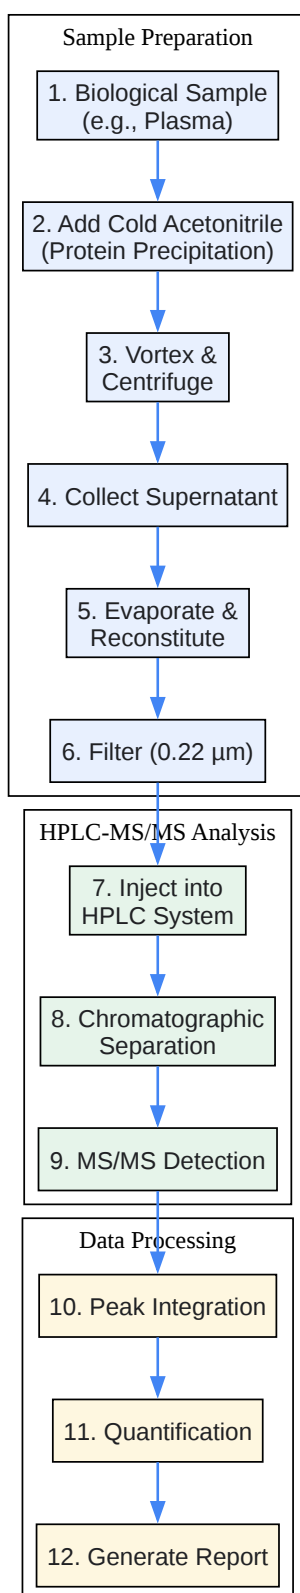 Sample Preparation
1. Biological Sample
(e.g., Plasma)
2. Add Cold Acetonitrile
(Protein Precipitation)
3. Vortex &
Centrifuge
4. Collect Supernatant
5. Evaporate &
Reconstitute
6. Filter (0.22 µm)
HPLC-MS/MS Analysis
7. Inject into
HPLC System
8. Chromatographic
Separation
9. MS/MS Detection
Data Processing
10. Peak Integration
11. Quantification
12. Generate Report